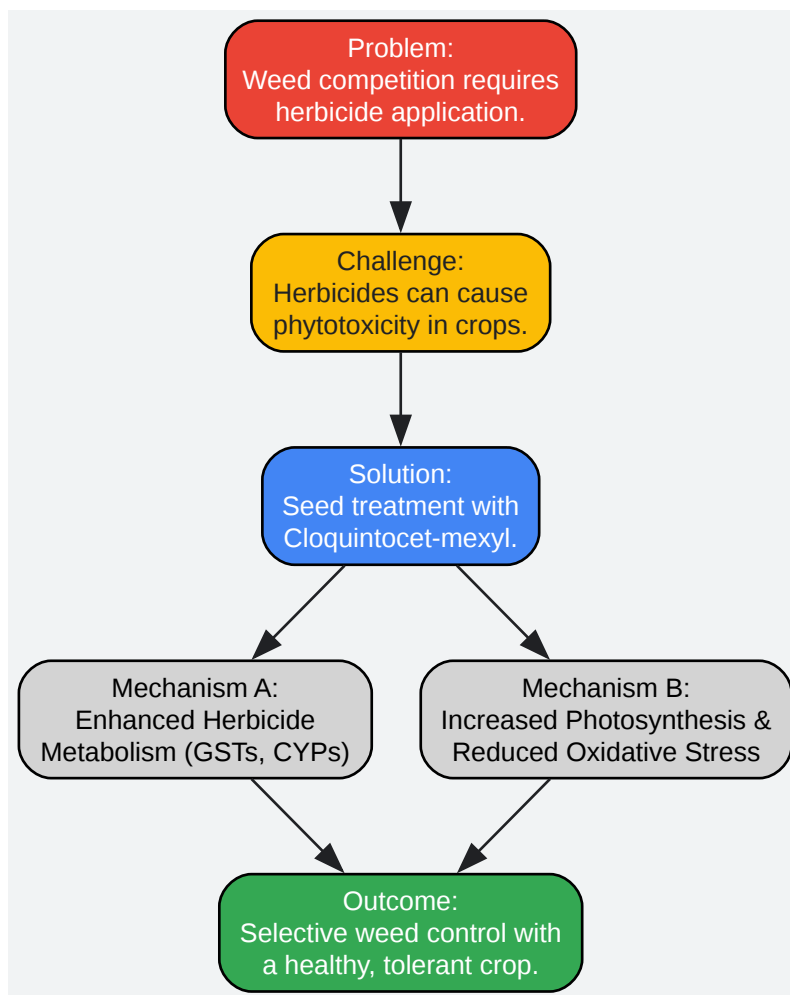 Problem:
Weed competition requires
herbicide application.
Challenge:
Herbicides can cause
phytotoxicity in crops.
Solution:
Seed treatment with
Cloquintocet-mexyl.
Mechanism A:
Enhanced Herbicide
Metabolism (GSTs, CYPs)
Mechanism B:
Increased Photosynthesis &
Reduced Oxidative Stress
Outcome:
Selective weed control with
a healthy, tolerant crop.